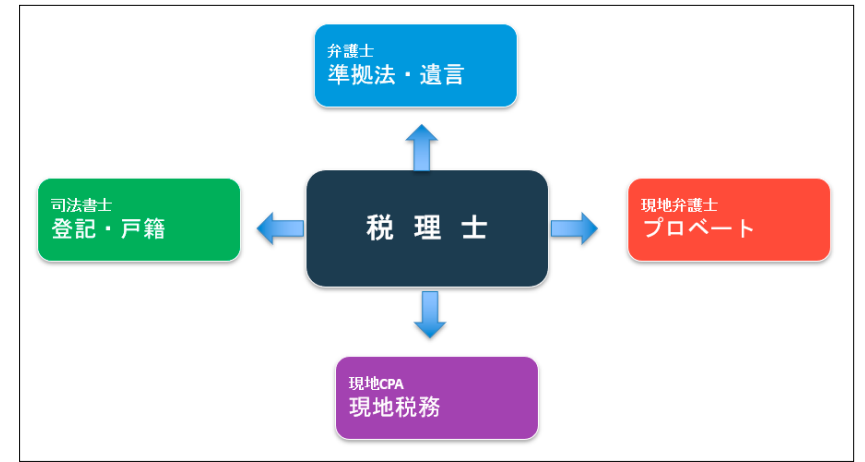 弁護士
準拠法・遺言
司法書士
登記・戸籍
税理士
現地弁護士
プロベート
現地CPA
現地税務